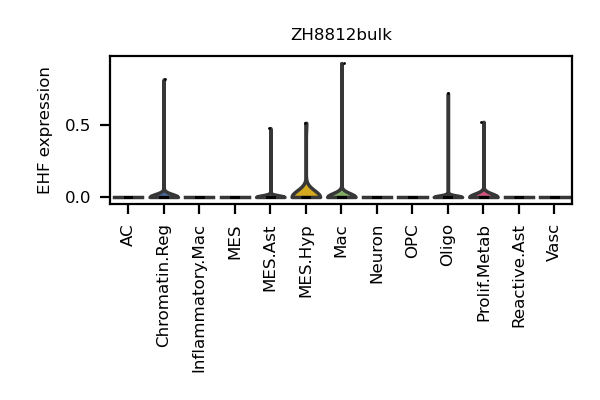 ZH8812bulk
EHF expression
0.5
0.0
AC
Chromatin.Reg
Inflammatory.Mac
MES
MES.Ast
MES.Hyp
Mac
Neuron
OPC
Oligo
Prolif.Metab
Reactive.Ast
Vasc